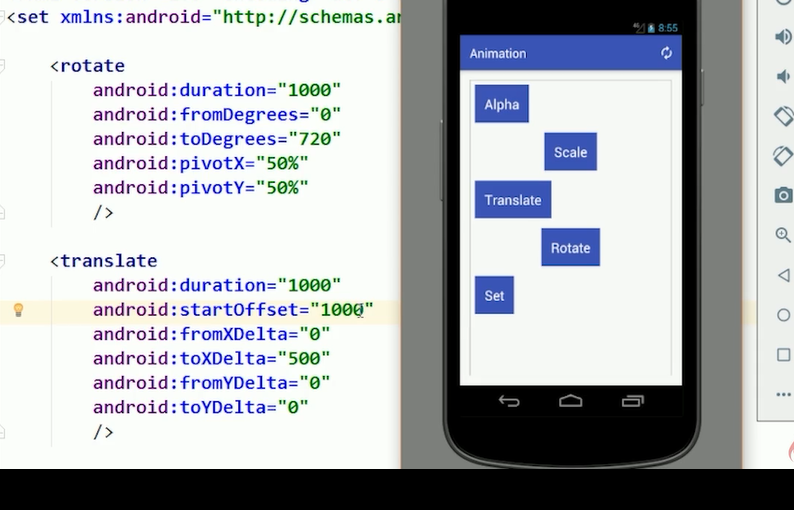 <set xmlns:android="http://schemas.an
<rotate
android:duration="1000"
android:fromDegrees="0"
android:toDegrees="720"
android:pivotX="50%"
android:pivotY="50%"
/>
<translate
android:duration="1000"
android:startOffset="1000"
android:fromXDelta="0"
android:toXDelta="500"
android:fromYDelta="0"
android:toYDelta="0"
/>
8:55
Animation
Alpha
Scale
Translate
Rotate
Set